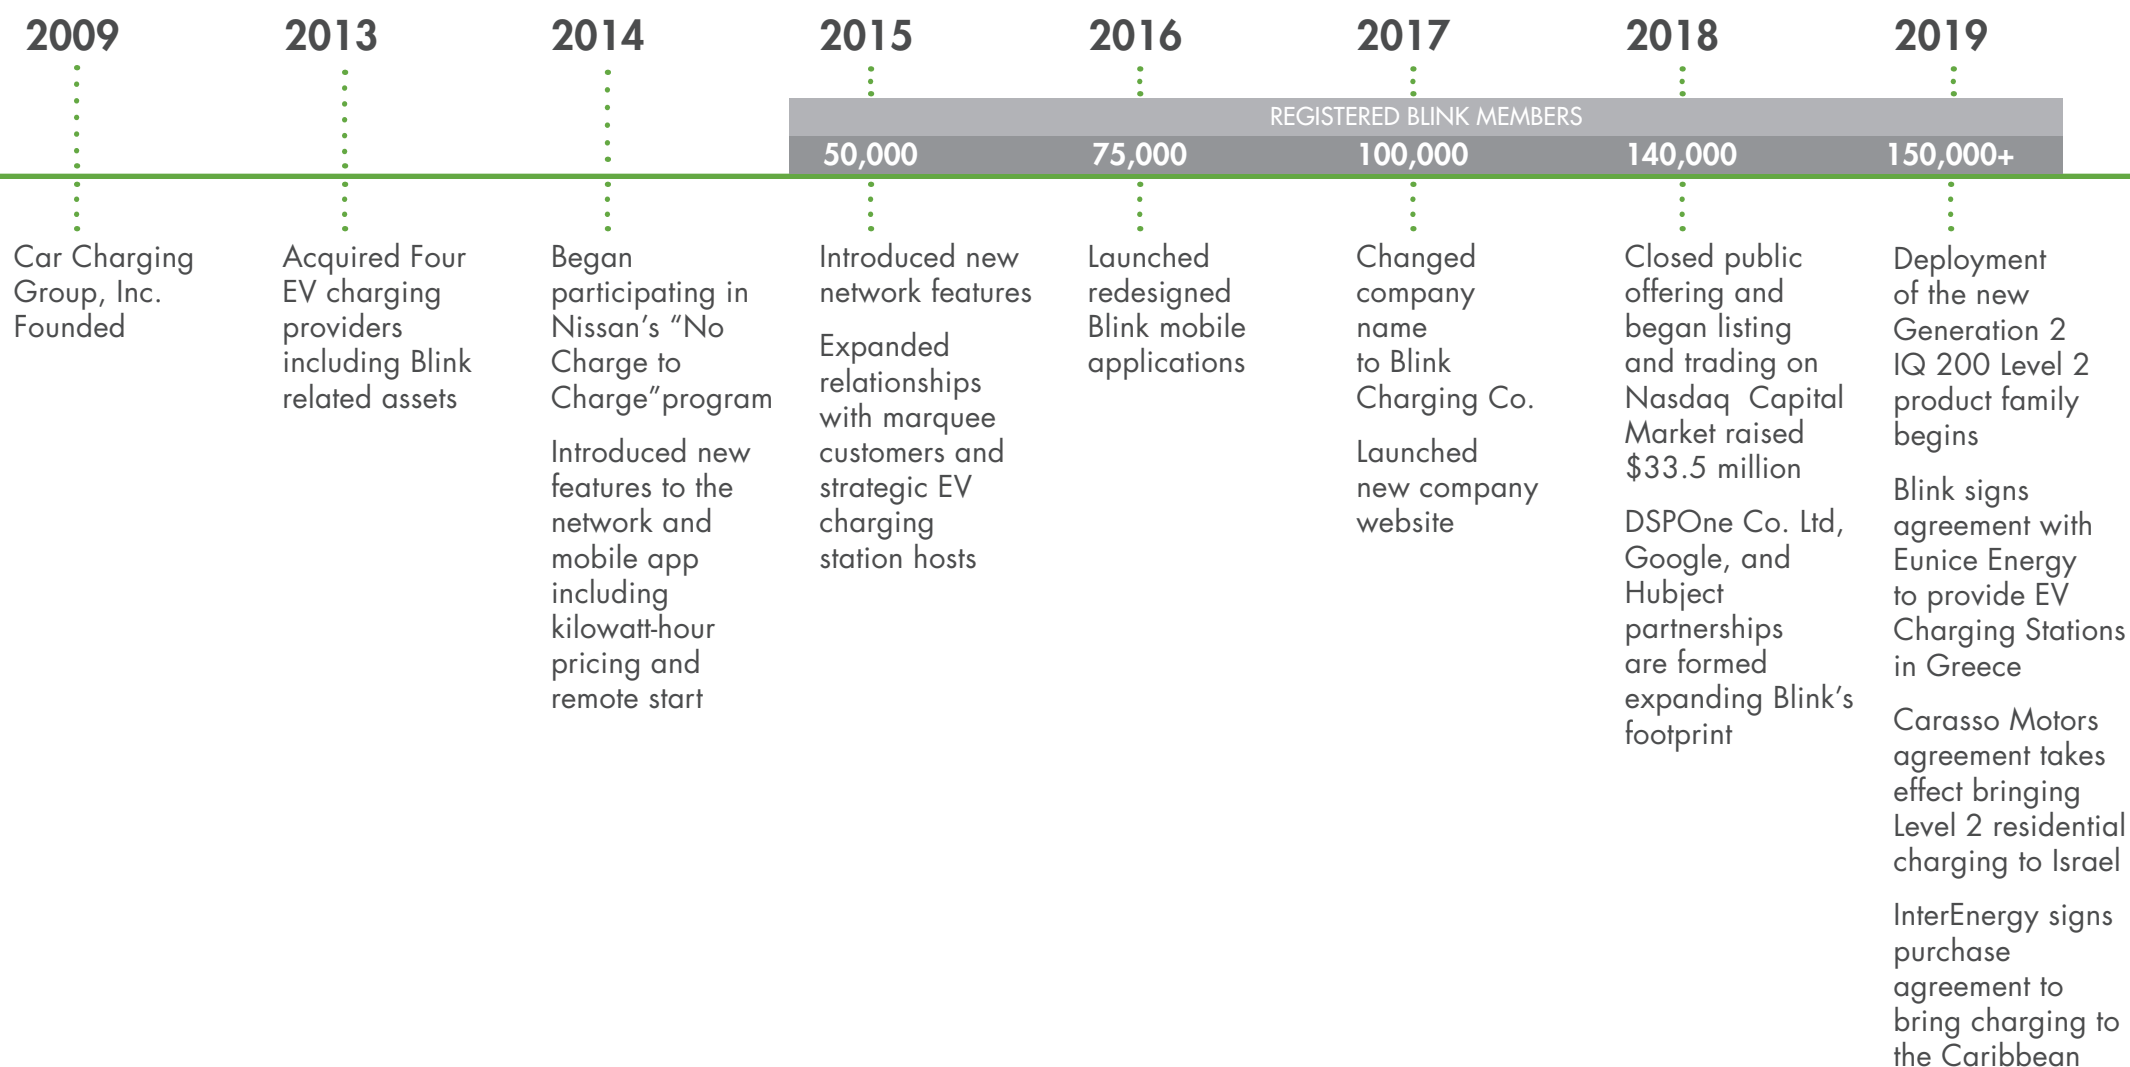 2009
2013
2014
2015
2016
2017
2018
2019
REGISTERED BLINK MEMBERS
50,000
75,000
100,000
140,000
150,000+
Car Charging
Group, Inc.
Founded
Acquired Four
EV charging
providers
including Blink
related assets
Began
participating in
Nissan’s “No
Charge to
Charge”program
Introduced new
features to the
network and
mobile app
including
kilowatt-hour
pricing and
remote start
Introduced new
network features
Expanded
relationships
with marquee
customers and
strategic EV
charging
station hosts
Launched
redesigned
Blink mobile
applications
Changed
company
name
to Blink
Charging Co.
Launched
new company
website
Closed public
offering and
began listing
and trading on
Nasdaq  Capital
Market raised
$33.5 million
DSPOne Co. Ltd,
Google, and
Hubject
partnerships
are formed
expanding Blink’s
footprint
Deployment
of the new
Generation 2
IQ 200 Level 2
product family
begins
Blink signs
agreement with
Eunice Energy
to provide EV
Charging Stations
in Greece
Carasso Motors
agreement takes
effect bringing
Level 2 residential
charging to Israel
InterEnergy signs
purchase
agreement to
bring charging to
the Caribbean